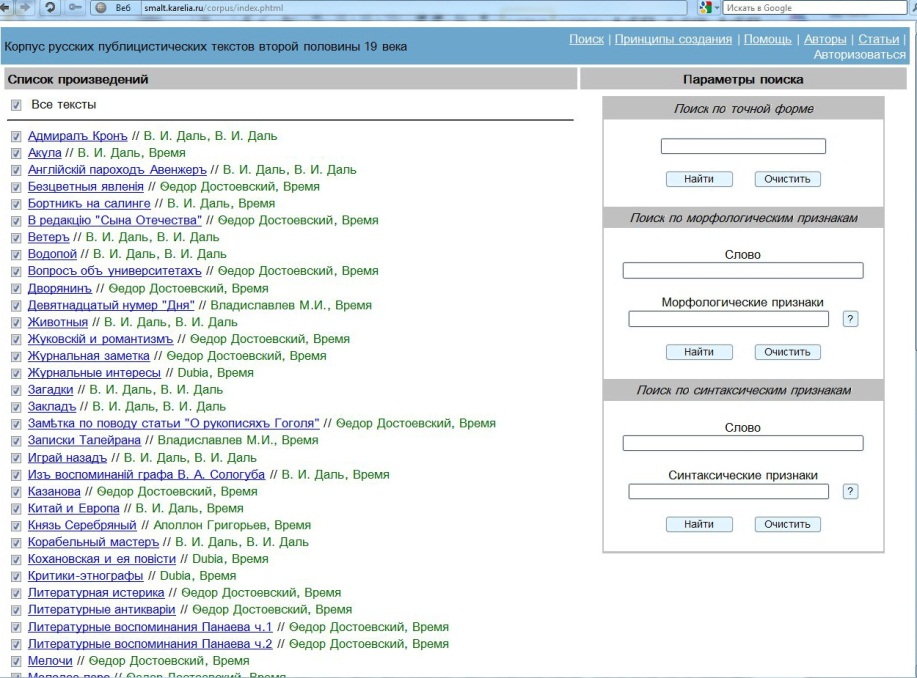 Веб smalt.karelia.ru/corpus/index.phtml Искать в Google
Корпус русских публицистических текстов второй половины 19 века
Поиск | Принципы создания | Помощь | Авторы | Статьи |
Авторизоваться
Список произведений
Все тексты
Адмиралъ Кронъ // В. И. Даль, В. И. Даль
Акула // В. И. Даль, Время
Англійскій пароходъ Авенжеръ // В. И. Даль, В. И. Даль
Безцветныя явленія // Ѳедор Достоевский, Время
Бортникъ на салинге // В. И. Даль, Время
В редакцію "Сына Отечества" // Ѳедор Достоевский, Время
Ветеръ // В. И. Даль, В. И. Даль
Водопой // В. И. Даль, В. И. Даль
Вопросъ объ университетахъ // Ѳедор Достоевский, Время
Дворянинъ // Ѳедор Достоевский, Время
Девятнадцатый нумер "Дня" // Владиславлев М.И., Время
Животныя // В. И. Даль, В. И. Даль
Жуковскій и романтизмъ // Ѳедор Достоевский, Время
Журнальная заметка // Ѳедор Достоевский, Время
Журнальные интересы // Dubia, Время
Загадки // В. И. Даль, В. И. Даль
Закладъ // В. И. Даль, В. И. Даль
Замѣтка по поводу статьи "О рукописяхъ Гоголя" // Ѳедор Достоевский, Время
Записки Талейрана // Владиславлев М.И., Время
Играй назадъ // В. И. Даль, В. И. Даль
Изъ воспоминаній графа В. А. Сологуба // В. И. Даль, Время
Казанова // Ѳедор Достоевский, Время
Китай и Европа // В. И. Даль, Время
Князь Серебряный // Аполлон Григорьев, Время
Корабельный мастеръ // В. И. Даль, В. И. Даль
Кохановская и ея повісти // Dubia, Время
Критики-этнографы // Dubia, Время
Литературная истерика // Ѳедор Достоевский, Время
Литературные антикваріи // Ѳедор Достоевский, Время
Литературные воспоминания Панаева ч.1 // Ѳедор Достоевский, Время
Литературные воспоминания Панаева ч.2 // Ѳедор Достоевский, Время
Мелочи // Ѳедор Достоевский, Время
Параметры поиска
Поиск по точной форме
Найти Очистить
Поиск по морфологическим признакам
Слово
Морфологические признаки
?
Найти Очистить
Поиск по синтаксическим признакам
Слово
Синтаксические признаки
?
Найти Очистить